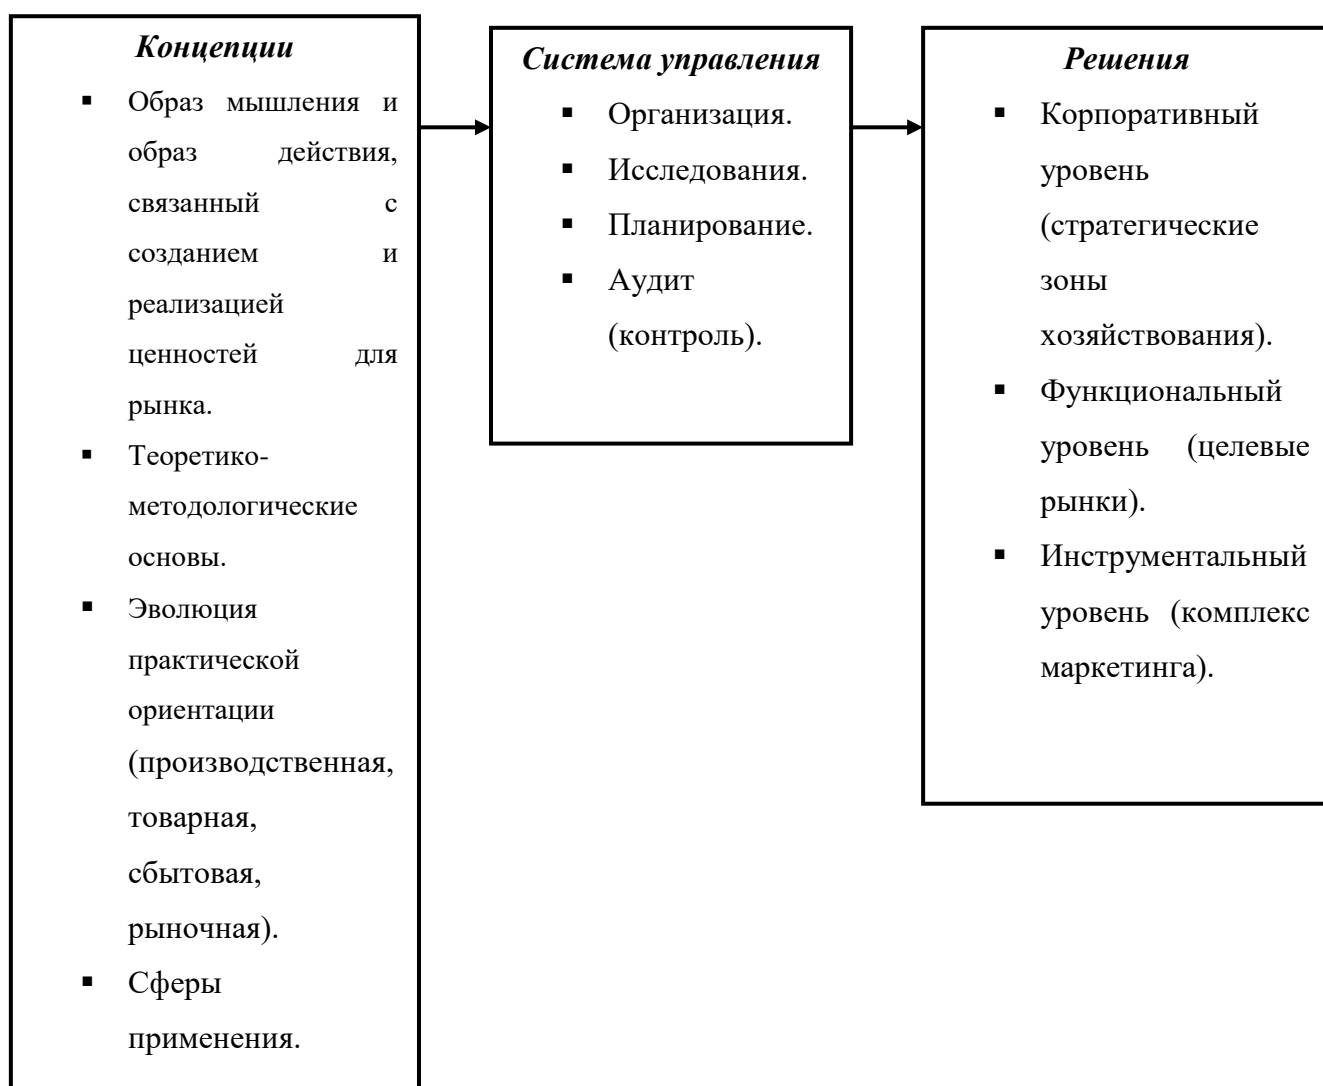 Концепции
▪ Образ мышления и
образ действия,
связанный с
созданием и
реализацией
ценностей для
рынка.
▪ Теоретико-
методологические
основы.
▪ Эволюция
практической
ориентации
(производственная,
товарная,
сбытовая,
рыночная).
▪ Сферы
применения.
Система управления
▪ Организация.
▪ Исследования.
▪ Планирование.
▪ Аудит
(контроль).
Решения
▪ Корпоративный
уровень
(стратегические
зоны
хозяйствования).
▪ Функциональный
уровень (целевые
рынки).
▪ Инструментальный
уровень (комплекс
маркетинга).